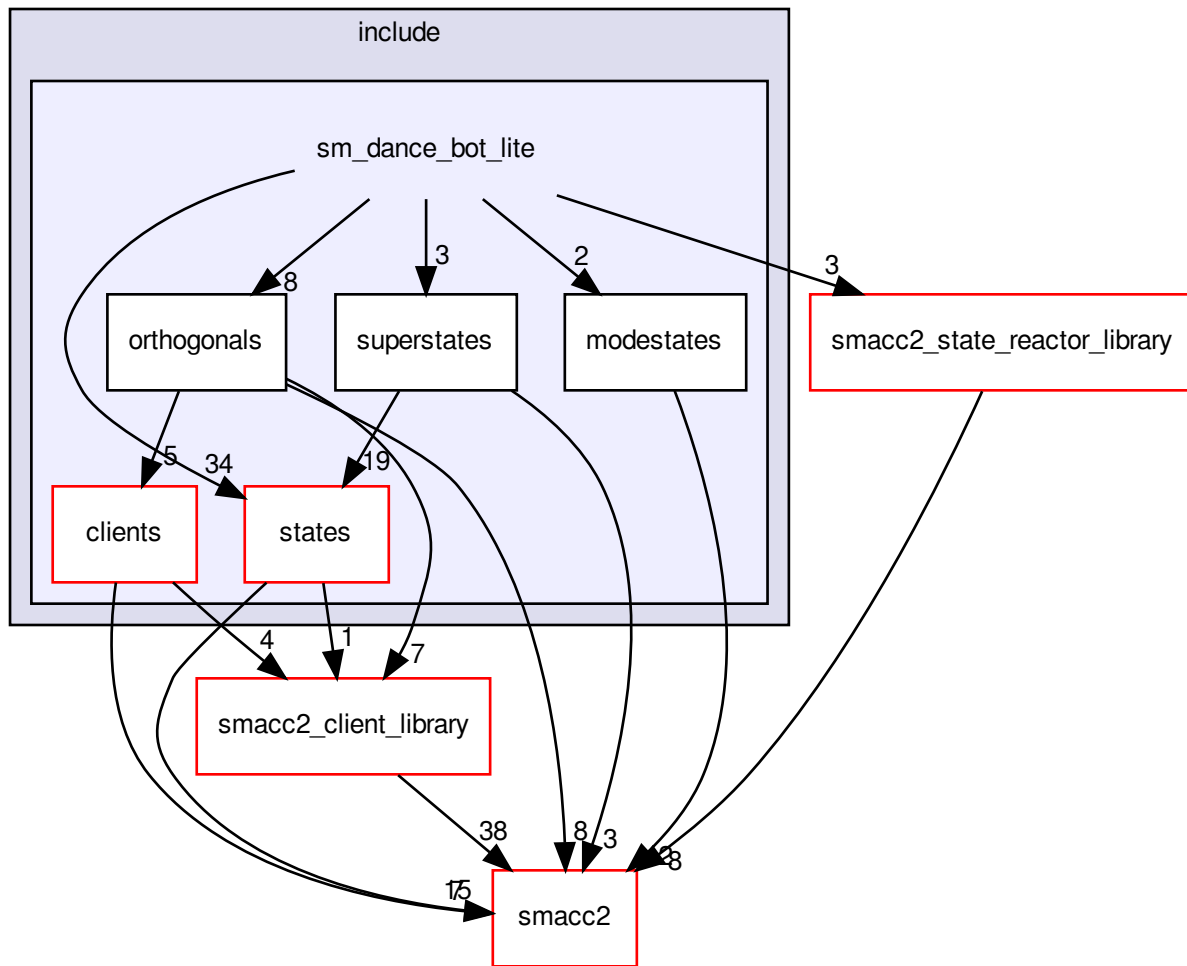 include
sm_dance_bot_lite
3
2
3
8
orthogonals
superstates
modestates
smacc2_state_reactor_library
5
34
19
clients
states
4
1
7
smacc2_client_library
38
8
3
8
smacc2